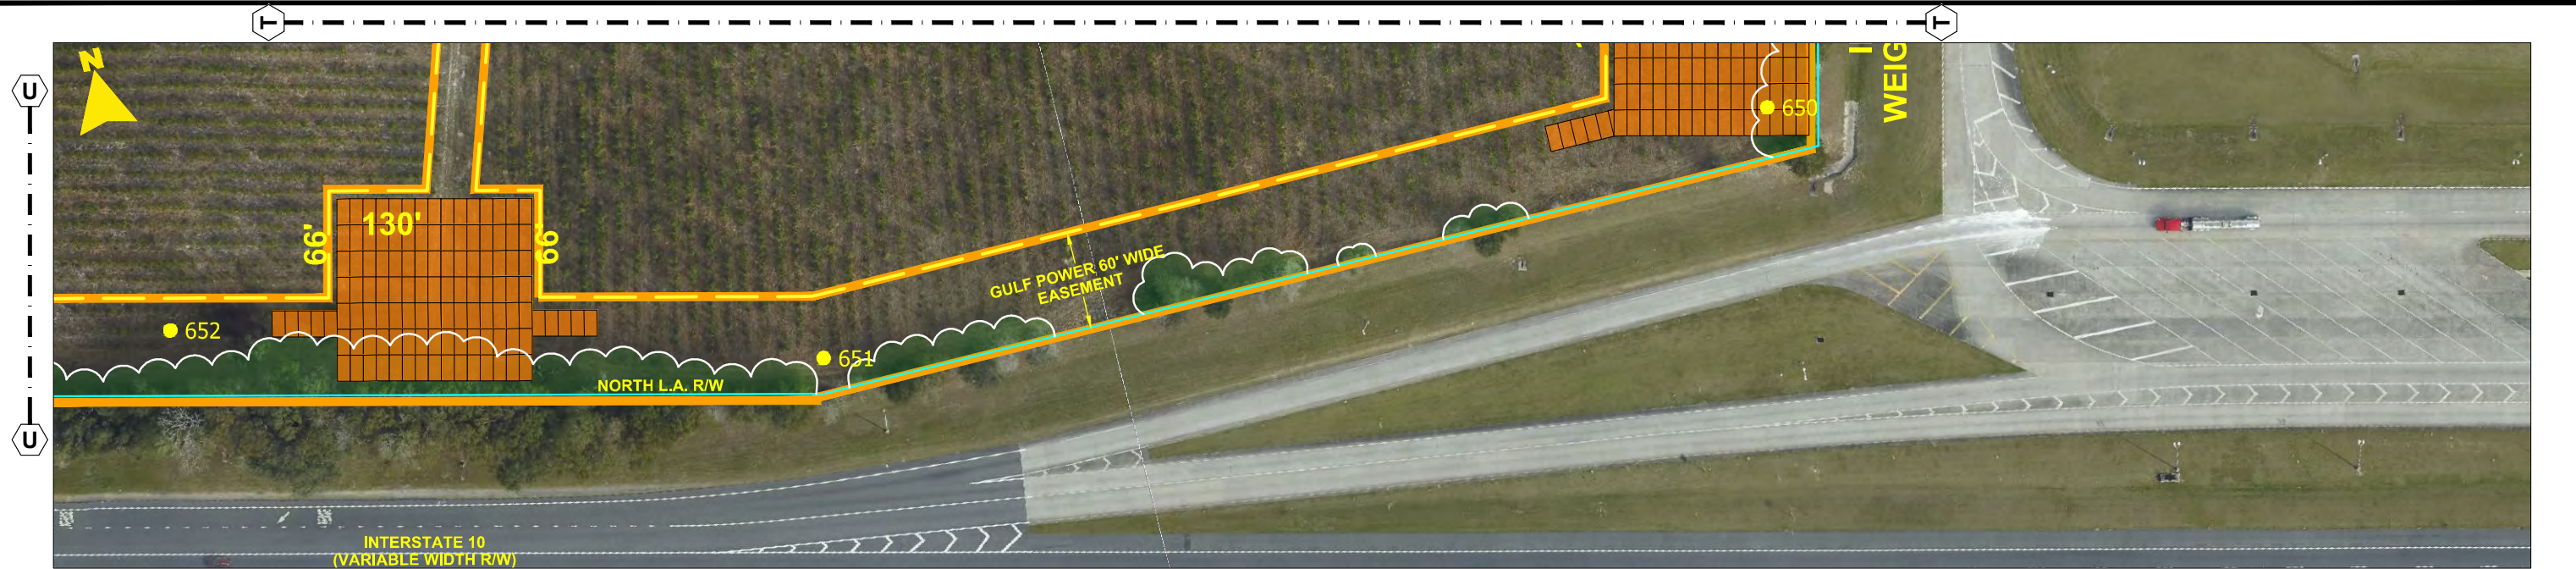 T
T
U
N
I
WEIG
650
130'
66'
66'
GULF POWER 60' WIDE
EASEMENT
652
651
NORTH L.A. R/W
U
INTERSTATE 10
(VARIABLE WIDTH R/W)